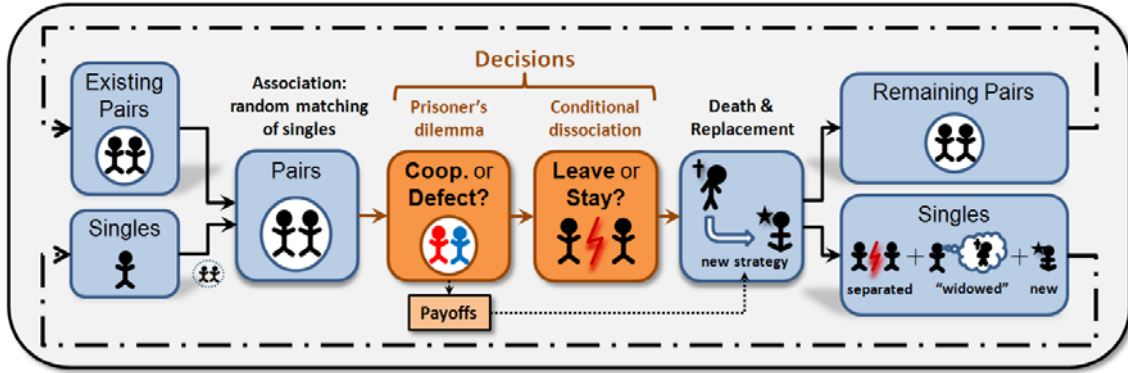 Existing
Pairs
Singles
Association:
random matching
of singles
Pairs
Decisions
Prisoner's
dilemma
Conditional
dissociation
Coop. or
Defect?
Leave or
Stay?
Payoffs
Death &
Replacement
new strategy
Remaining Pairs
Singles
separated
+
"widowed"
+
new